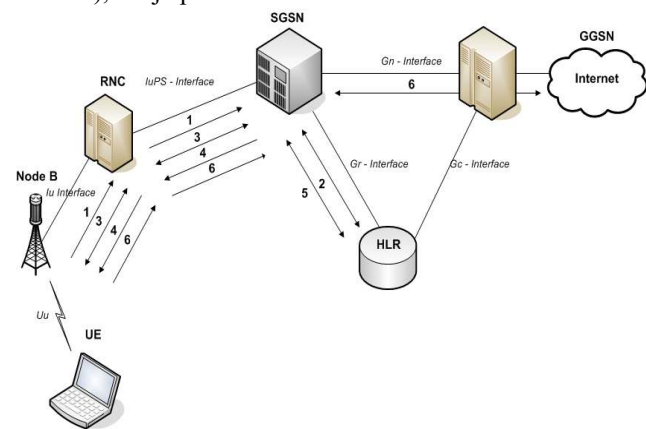 SGSN
GGSN
Gn - Interface
Internet
RNC
IuPS - Interface
6
1
3
4
6
Node B
Iu Interface
1
3
4
6
5
2
Gr - Interface
Gc - Interface
HLR
Uu
UE